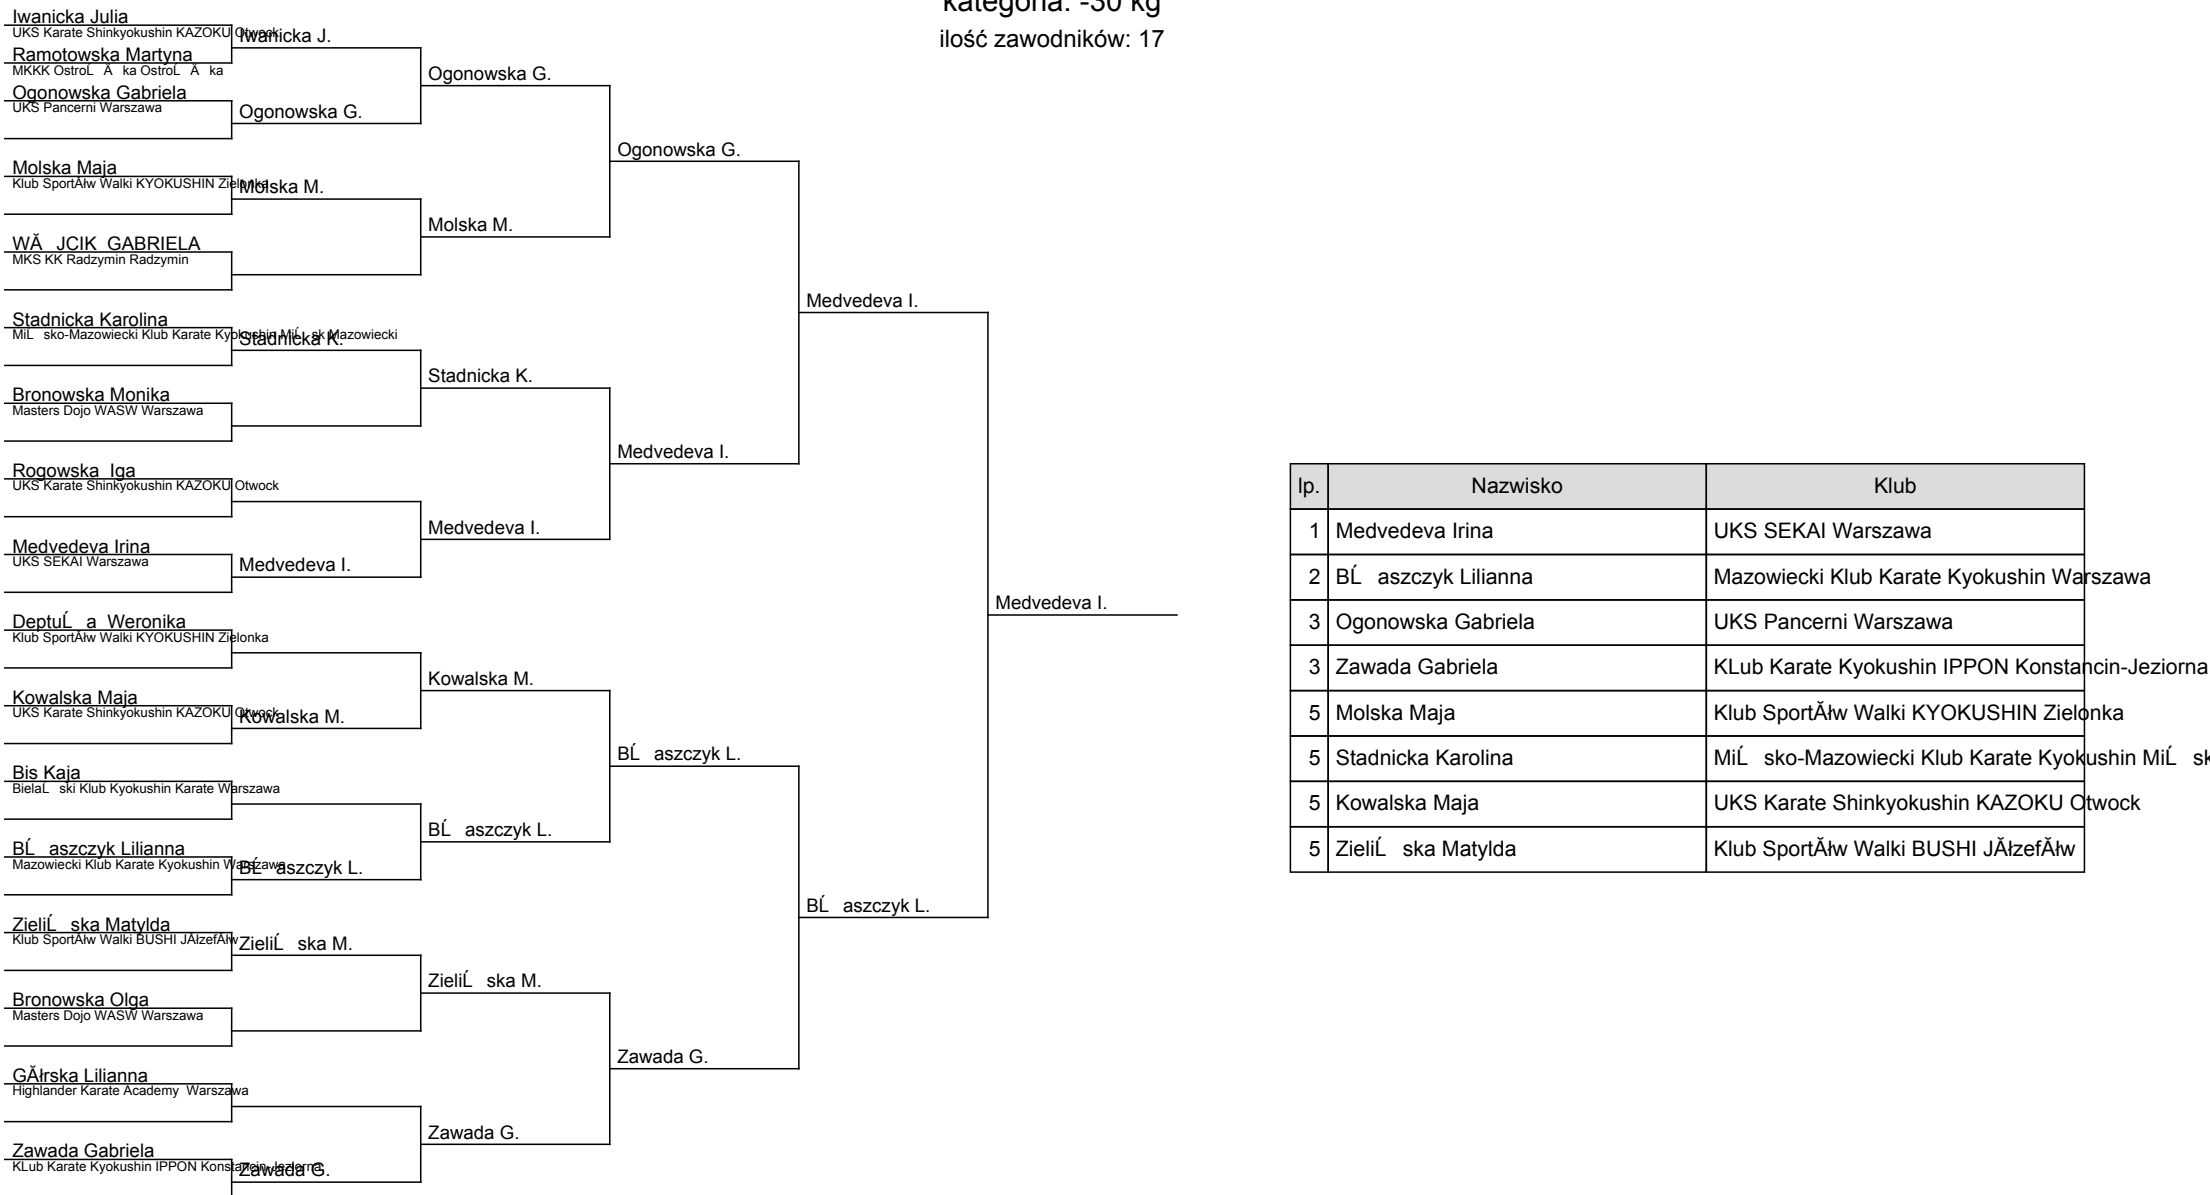 kategoria: -30 kg
ilość zawodników: 17
Iwanicka Julia
UKS Karate Shinkyokushin KAZOKU Otwock
Iwanicka J.
Ramotowska Martyna
MKKK OstroĹ Ä ka OstroĹ Ä ka
Ogonowska G.
Ogonowska Gabriela
UKS Pancerni Warszawa
Ogonowska G.
Ogonowska G.
Molska Maja
Klub SportĂłw Walki KYOKUSHIN Zielonka
Molska M.
Molska M.
WĂ JCIK GABRIELA
MKS KK Radzymin Radzymin
Medvedeva I.
Stadnicka Karolina
MiĹ sko-Mazowiecki Klub Karate Kyokushin MiĹ sk Mazowiecki
Stadnicka K.
Stadnicka K.
Bronowska Monika
Masters Dojo WASW Warszawa
Medvedeva I.
Rogowska Iga
UKS Karate Shinkyokushin KAZOKU Otwock
Medvedeva I.
Medvedeva Irina
UKS SEKAI Warszawa
Medvedeva I.
Medvedeva I.
DeptuĹ a Weronika
Klub SportĂłw Walki KYOKUSHIN Zielonka
Kowalska M.
Kowalska Maja
UKS Karate Shinkyokushin KAZOKU Otwock
Kowalska M.
BĹ aszczyk L.
Bis Kaja
BielaĹ ski Klub Kyokushin Karate Warszawa
BĹ aszczyk L.
BĹ aszczyk Lilianna
Mazowiecki Klub Karate Kyokushin Warszawa
BĹ aszczyk L.
BĹ aszczyk L.
ZieliĹ ska Matylda
Klub SportĂłw Walki BUSHI JĂłzefĂłw
ZieliĹ ska M.
ZieliĹ ska M.
Bronowska Olga
Masters Dojo WASW Warszawa
Zawada G.
GĂłrska Lilianna
Highlander Karate Academy Warszawa
Zawada G.
Zawada Gabriela
KLub Karate Kyokushin IPPON Konstancin-Jeziorna
Zawada G.
lp. Nazwisko Klub
1 Medvedeva Irina UKS SEKAI Warszawa
2 BĹ aszczyk Lilianna Mazowiecki Klub Karate Kyokushin Warszawa
3 Ogonowska Gabriela UKS Pancerni Warszawa
3 Zawada Gabriela KLub Karate Kyokushin IPPON Konstancin-Jeziorna
5 Molska Maja Klub SportĂłw Walki KYOKUSHIN Zielonka
5 Stadnicka Karolina MiĹ sko-Mazowiecki Klub Karate Kyokushin MiĹ sk
5 Kowalska Maja UKS Karate Shinkyokushin KAZOKU Otwock
5 ZieliĹ ska Matylda Klub SportĂłw Walki BUSHI JĂłzefĂłw